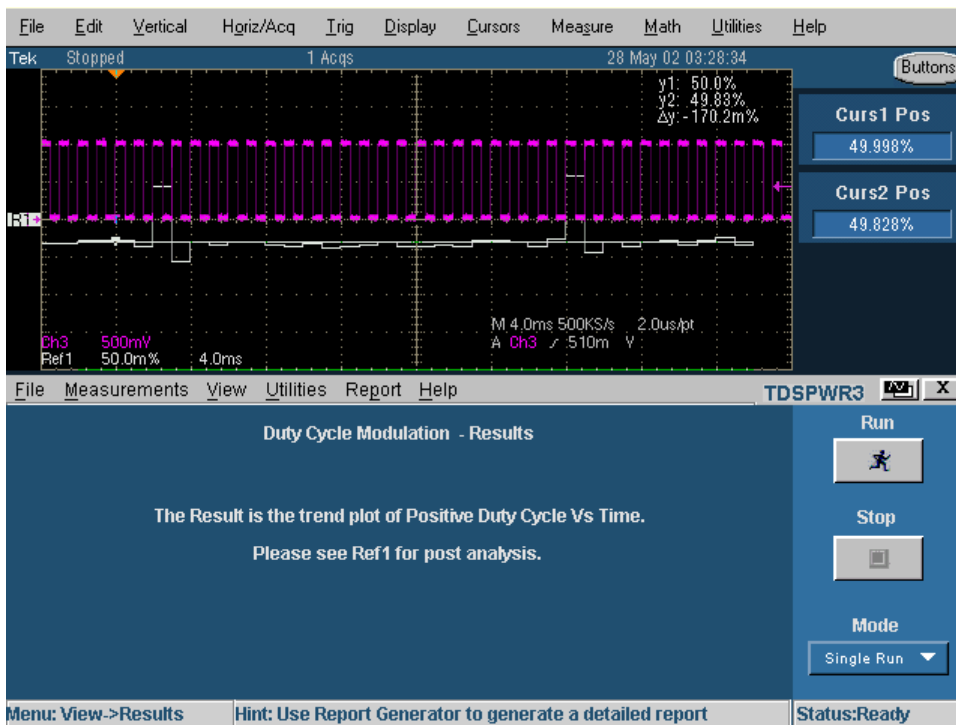 File Edit Vertical Horiz/Acq Trig Display Cursors Measure Math Utilities Help
Tek Stopped 1 Acqs 28 May 02 03:28:34
Buttons
y1: 50.0%
y2: 49.83%
Δy: -170.2m%
Curs1 Pos
49.998%
Curs2 Pos
49.828%
R1
M 4.0ms 500KS/s 2.0us/pt
A Ch3 ⁄ 510m V
Ch3 500mV
Ref1 50.0m% 4.0ms
File Measurements View Utilities Report Help
TDSPWR3 X
Duty Cycle Modulation - Results
Run
The Result is the trend plot of Positive Duty Cycle Vs Time.
Stop
Please see Ref1 for post analysis.
Mode
Single Run
Menu: View->Results Hint: Use Report Generator to generate a detailed report Status:Ready